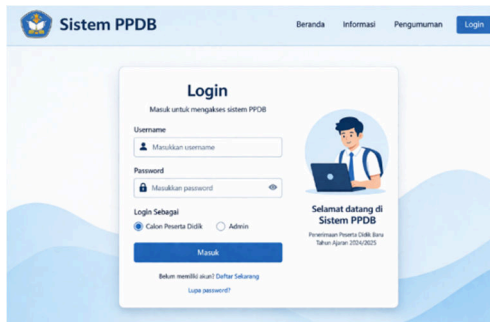 Sistem PPDB
Beranda Informasi Pengumuman Login
Login
Masuk untuk mengakses sistem PPDB
Username
Masukkan username
Password
Masukkan password
Login Sebagai
Calon Peserta Didik Admin
Masuk
Belum memiliki akun? Daftar Sekarang
Lupa password?
Selamat datang di
Sistem PPDB
Penerimaan Peserta Didik Baru
Tahun Ajaran 2024/2025